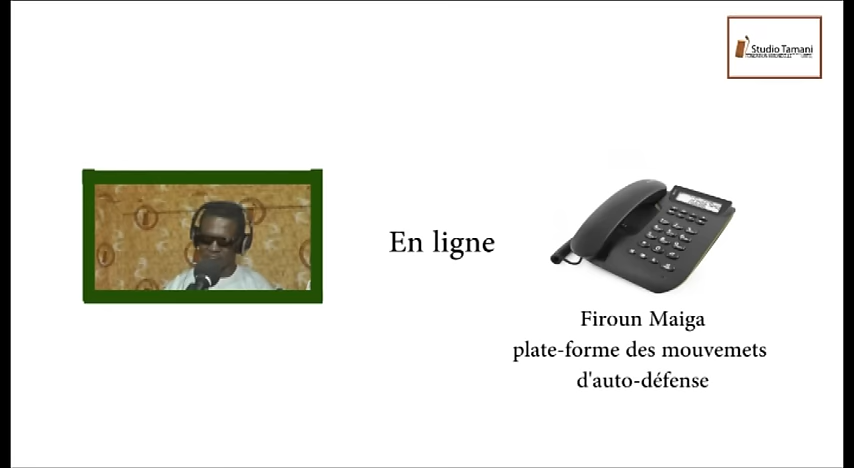 Studio Tamani
En ligne
Firoun Maiga
plate-forme des mouvemets
d'auto-défense